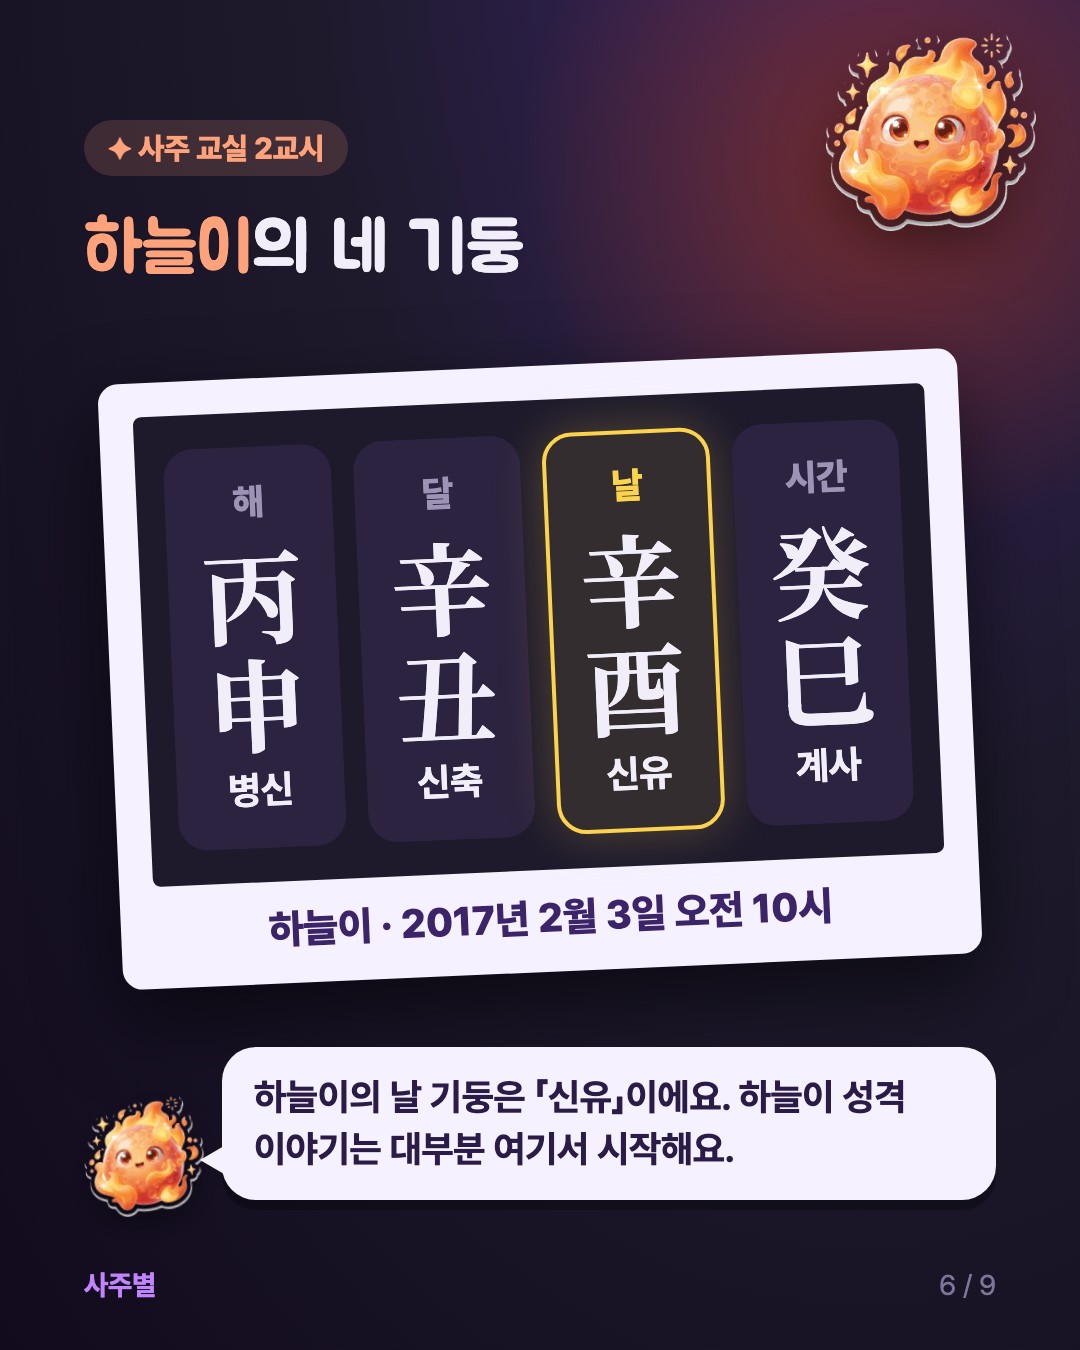 ✦ 사주 교실 2교시
하늘이의 네 기둥
해
丙
申
병신
달
辛
丑
신축
날
辛
酉
신유
시간
癸
巳
계사
하늘이 · 2017년 2월 3일 오전 10시
하늘이의 날 기둥은 「신유」이에요. 하늘이 성격
이야기는 대부분 여기서 시작해요.
사주별
6 / 9